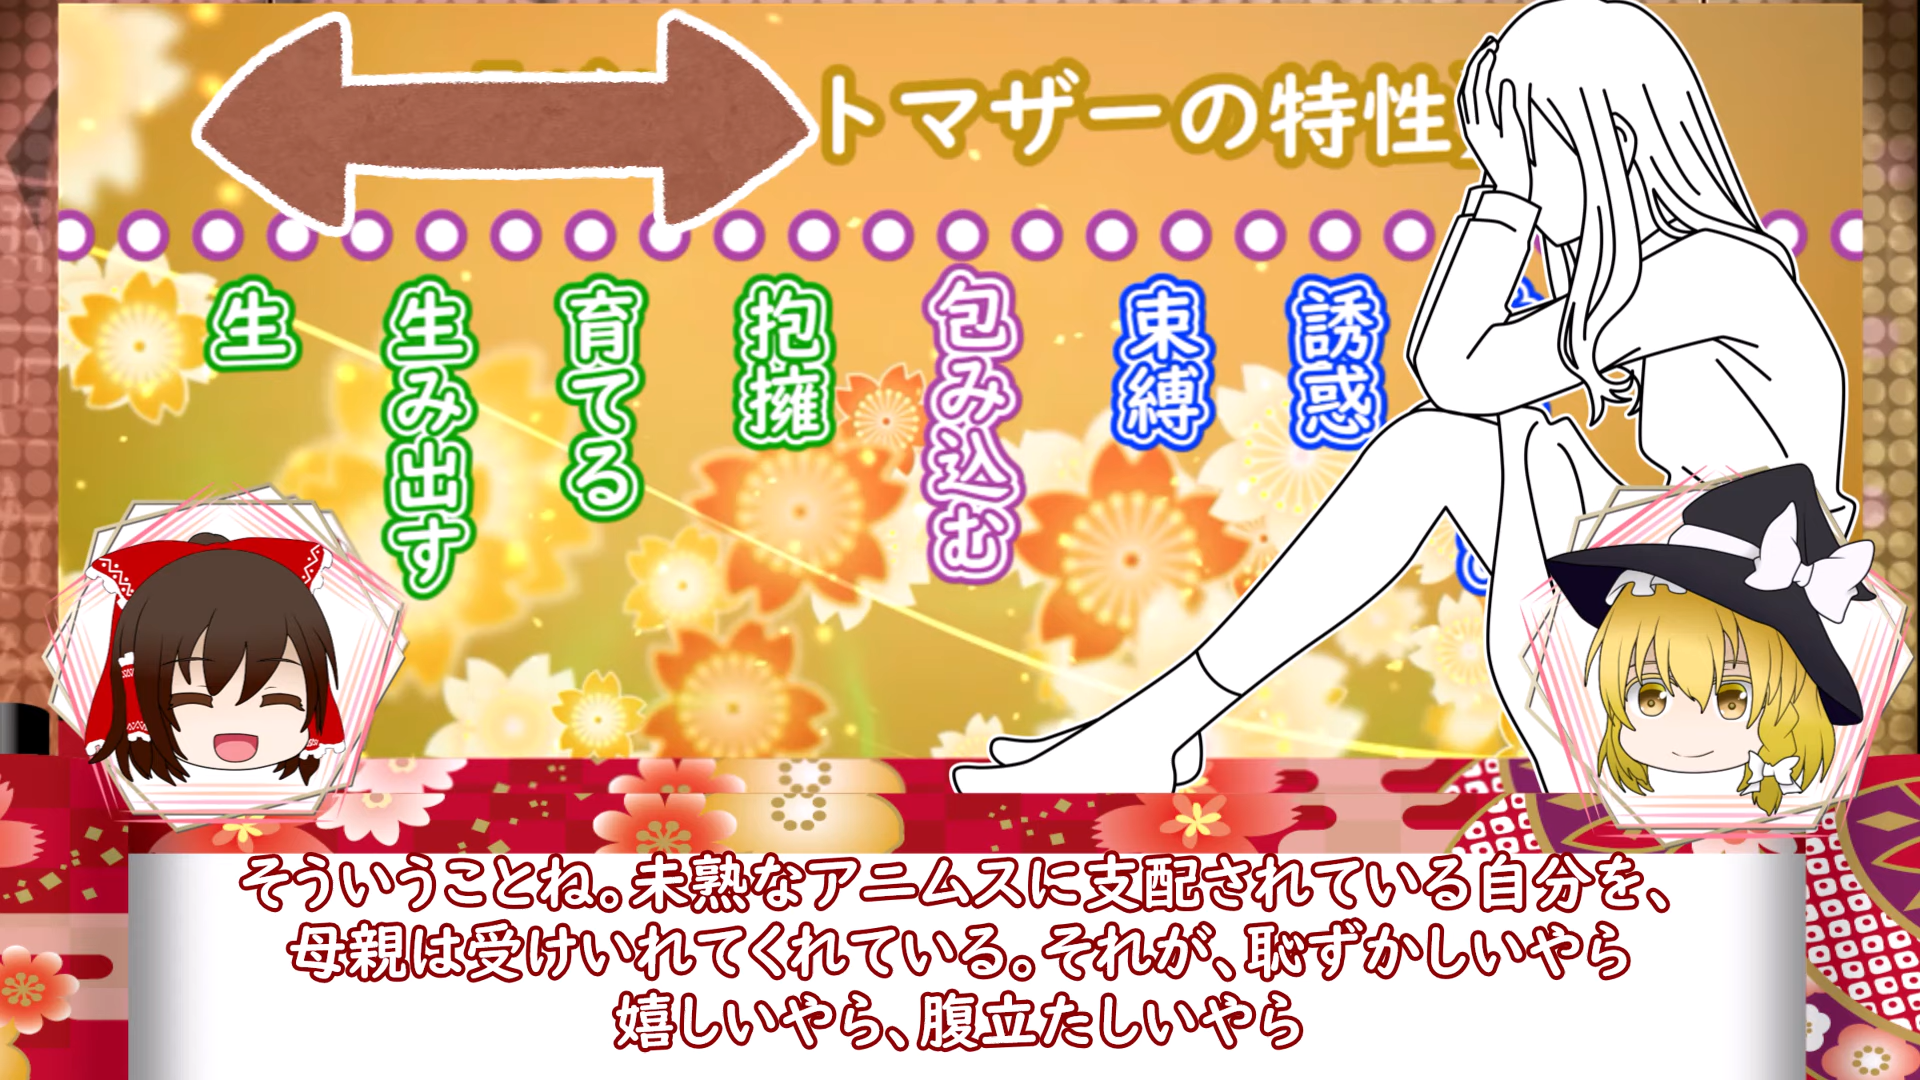 トマザーの特性
生
生み出す
育てる
抱擁
包み込む
束縛
誘惑
そういうことね。未熟なアニムスに支配されている自分を、
母親は受けいれてくれている。それが、恥ずかしいやら
嬉しいやら、腹立たしいやら